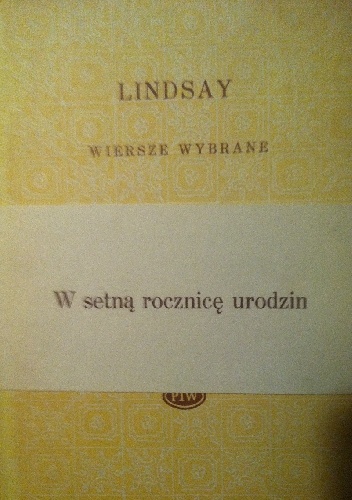 LINDSAY
WIERSZE WYBRANE
W setną rocznicę urodzin
PIW